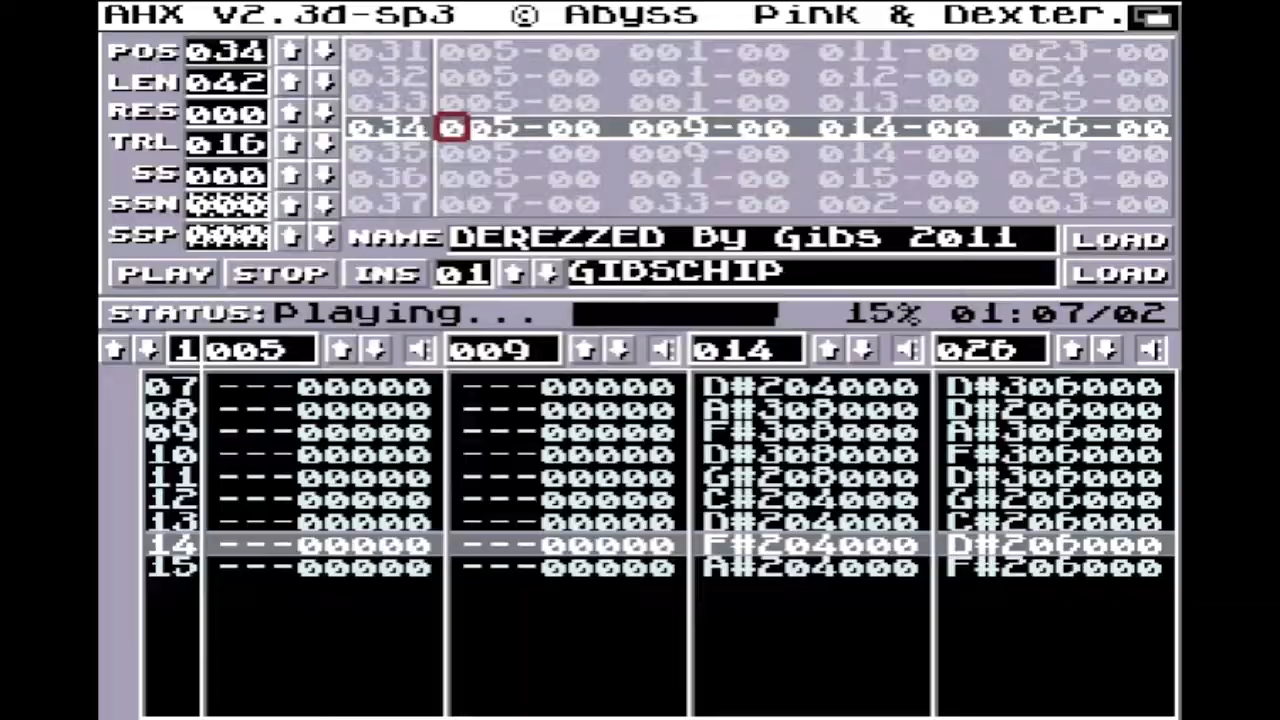 AHX v2.3d-sp3 © Abyss Pink & Dexter.
POS 034 031 005-00 001-00 011-00 023-00
LEN 042 032 005-00 001-00 012-00 024-00
RES 000 033 005-00 001-00 013-00 025-00
034 005-00 009-00 014-00 026-00
TRL 016 035 005-00 009-00 014-00 027-00
SS 000 036 005-00 001-00 015-00 028-00
SSN 037 007-00 033-00 002-00 003-00
SSP NAME DEREZZED By Gibs 2011 LOAD
PLAY STOP INS 01 GIBSCHIP LOAD
STATUS: Playing... 15% 01:07/02
1 005 009 014 026
07 ---00000 ---00000 D#204000 D#306000
08 ---00000 ---00000 A#308000 D#206000
09 ---00000 ---00000 F#308000 A#306000
10 ---00000 ---00000 D#308000 F#306000
11 ---00000 ---00000 G#208000 D#306000
12 ---00000 ---00000 C#204000 G#206000
13 ---00000 ---00000 D#204000 C#206000
14 ---00000 ---00000 F#204000 D#206000
15 ---00000 ---00000 A#204000 F#206000